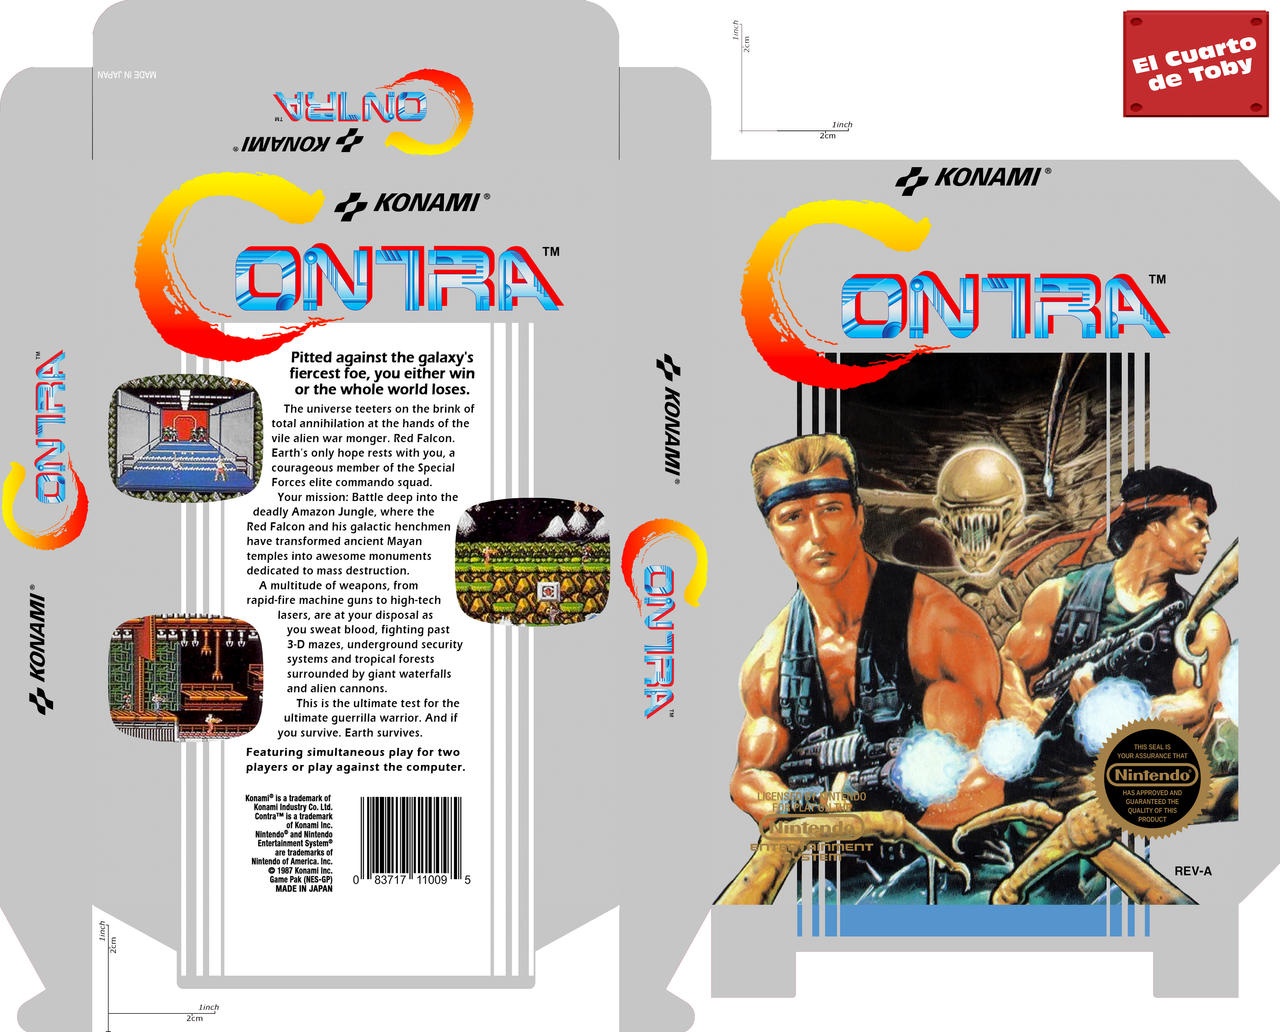 MADE IN JAPAN
CONTRA™
KONAMI®
KONAMI®
CONTRA™
Pitted against the galaxy's
fiercest foe, you either win
or the whole world loses.
The universe teeters on the brink of
total annihilation at the hands of the
vile alien war monger. Red Falcon.
Earth's only hope rests with you, a
courageous member of the Special
Forces elite commando squad.
Your mission: Battle deep into the
deadly Amazon Jungle, where the
Red Falcon and his galactic henchmen
have transformed ancient Mayan
temples into awesome monuments
dedicated to mass destruction.
A multitude of weapons, from
rapid-fire machine guns to high-tech
lasers, are at your disposal as
you sweat blood, fighting past
3-D mazes, underground security
systems and tropical forests
surrounded by giant waterfalls
and alien cannons.
This is the ultimate test for the
ultimate guerrilla warrior. And if
you survive. Earth survives.
Featuring simultaneous play for two
players or play against the computer.
Konami® is a trademark of
Konami Industry Co. Ltd.
Contra™ is a trademark
of Konami Inc.
Nintendo® and Nintendo
Entertainment System®
are trademarks of
Nintendo of America. Inc.
© 1987 Konami Inc.
Game Pak (NES-GP)
MADE IN JAPAN
0 83717 11009 5
CONTRA™
KONAMI®
KONAMI®
CONTRA™
1inch
2cm
1inch
2cm
1inch
2cm
1inch
2cm
El Cuarto
de Toby
KONAMI®
CONTRA™
LICENSED BY NINTENDO
FOR PLAY ON THE
Nintendo
ENTERTAINMENT
SYSTEM
THIS SEAL IS
YOUR ASSURANCE THAT
Nintendo®
HAS APPROVED AND
GUARANTEED THE
QUALITY OF THIS
PRODUCT
REV-A